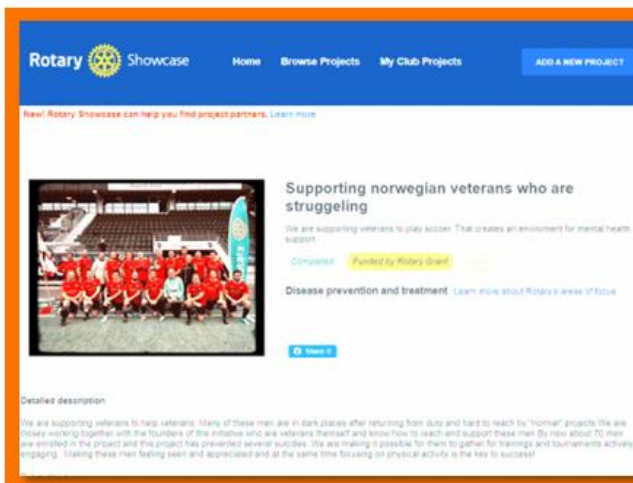 Rotary Showcase Home Browse Projects My Club Projects ADD A NEW PROJECT
New! Rotary Showcase can help you find project partners. Learn more
Supporting norwegian veterans who are
struggeling
We are supporting veterans to play soccer. That creates an environment for mental health
support
Completed Funded by Rotary Grant
Disease prevention and treatment Learn more about Rotary's areas of focus
Share 0
Rotary
Detailed description
We are supporting veterans to help veterans. Many of these men are in dark places after returning from duty and hard to reach by "normal" projects.We are
closey working together with the founders of this initiative who are veterans themself and know how to reach and support these men.By now about 70 men
are enrolled in the project and this project has prevented several suicides. We are making it possible for them to gather for trainings and tournaments actively
engaging . Making these men feeling seen and appreciated and at the same time focusing on physical activity is the key to success!